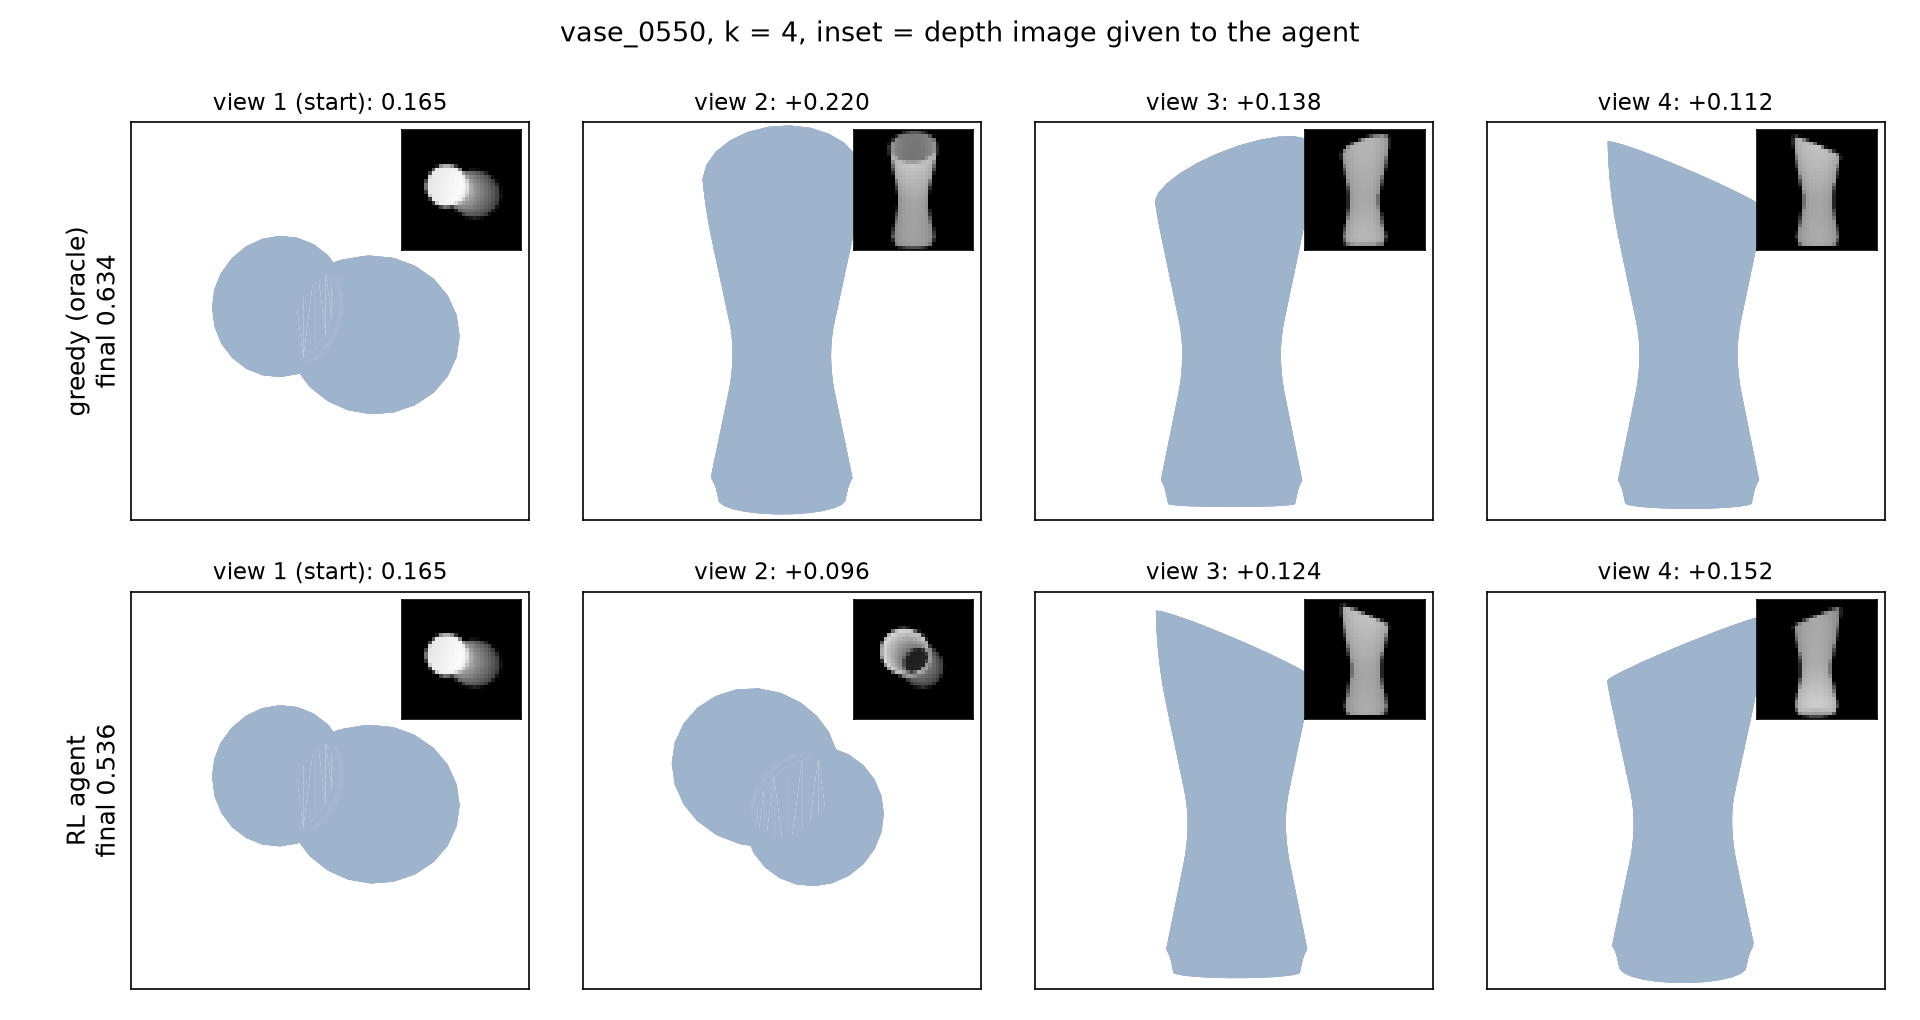 vase_0550, k = 4, inset = depth image given to the agent
view 1 (start): 0.165
view 2: +0.220
view 3: +0.138
view 4: +0.112
greedy (oracle)
final 0.634
view 1 (start): 0.165
view 2: +0.096
view 3: +0.124
view 4: +0.152
RL agent
final 0.536